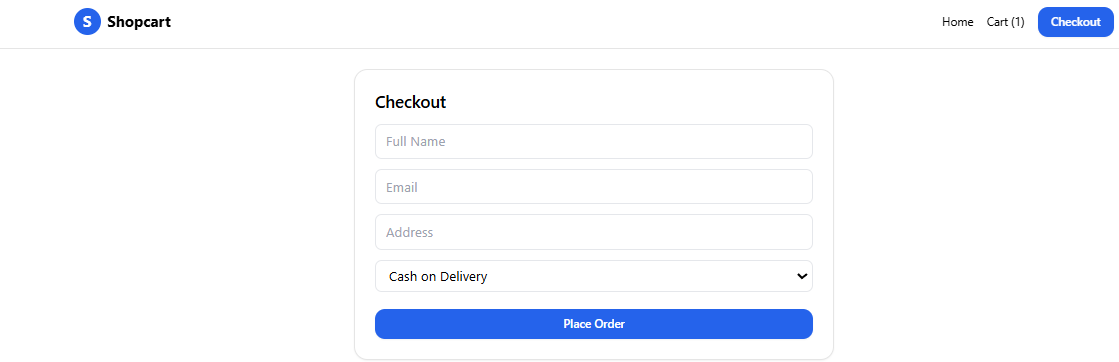 S Shopcart Home Cart (1) Checkout
Checkout
Full Name
Email
Address
Cash on Delivery
Place Order